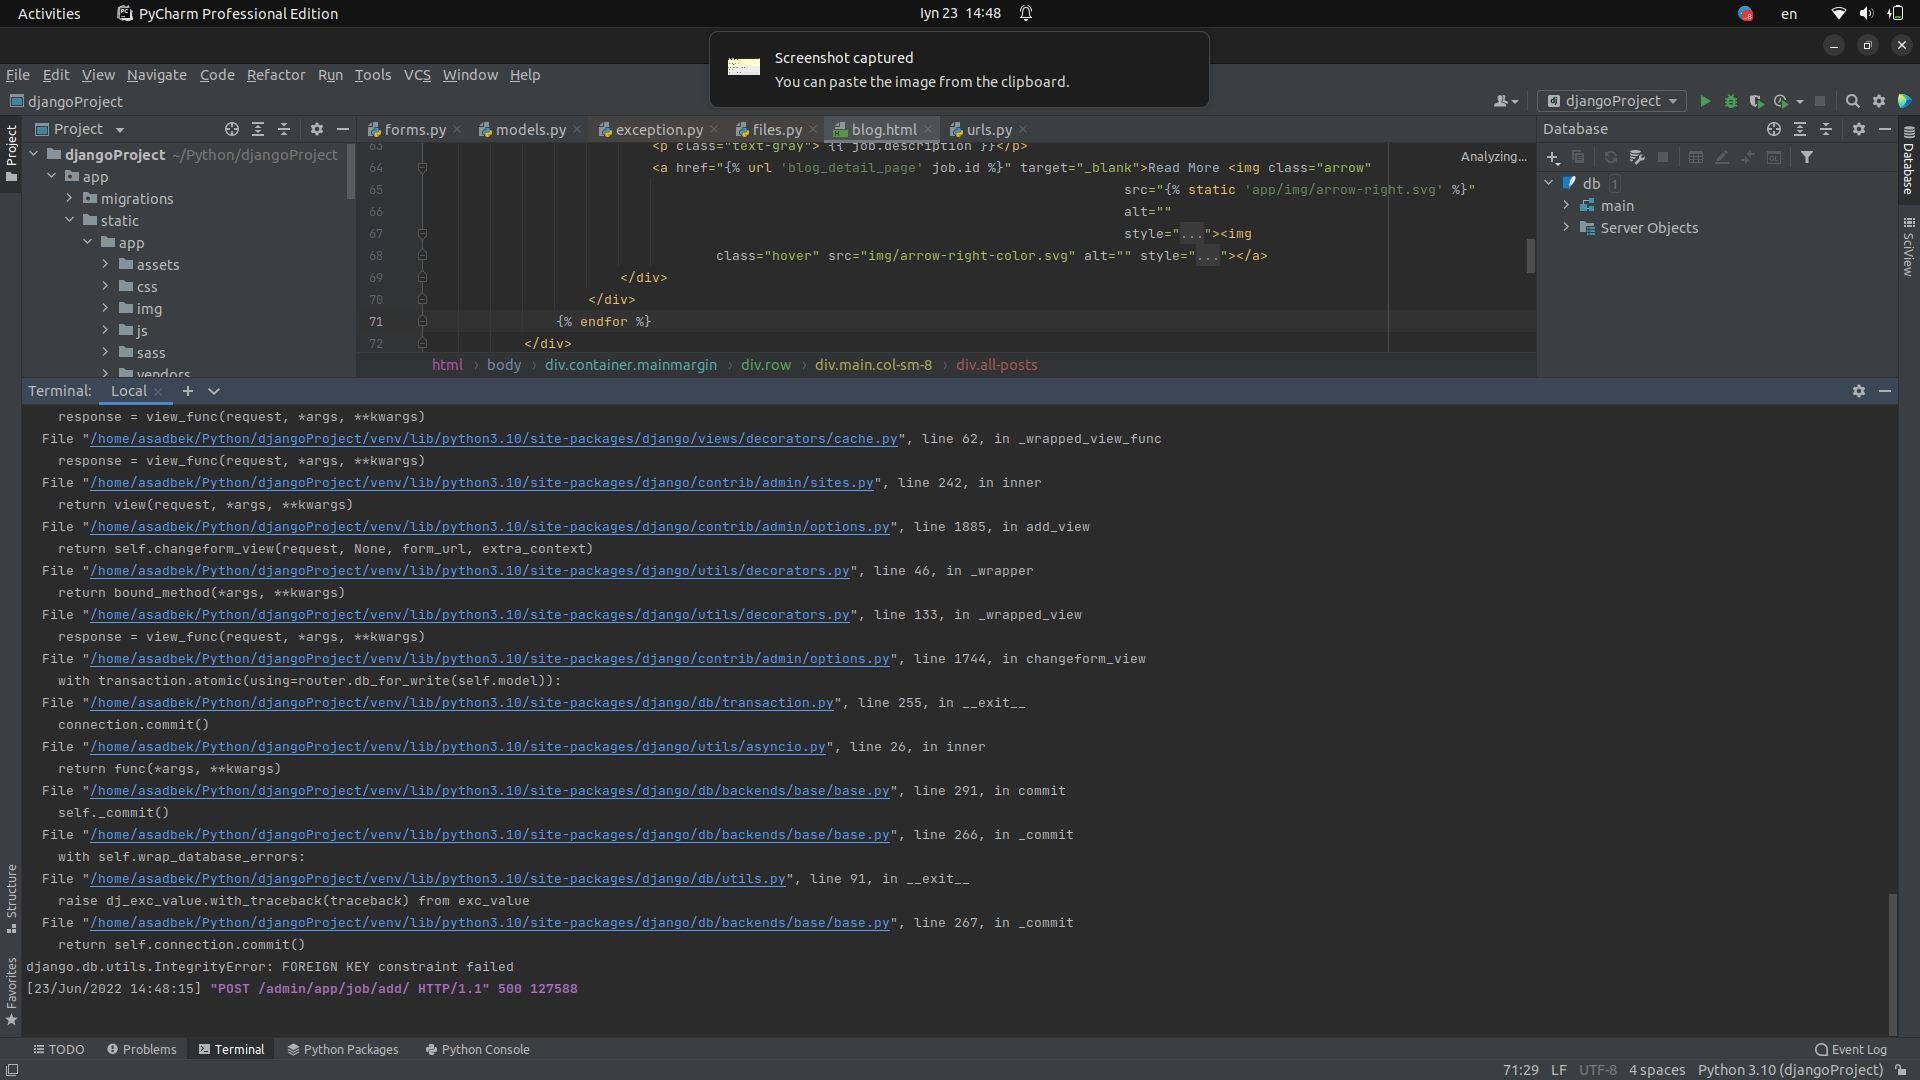 Activities
PyCharm Professional Edition
Iyn 23 14:48
en
Screenshot captured
You can paste the image from the clipboard.
File Edit View Navigate Code Refactor Run Tools VCS Window Help
djangoProject
djangoProject
Project
forms.py
models.py
exception.py
files.py
blog.html
urls.py
Database
Project
djangoProject ~/Python/djangoProject
app
migrations
static
app
assets
css
img
js
sass
vendors
63 <p class="text-gray"> {{ job.description }}</p>
64 <a href="{% url 'blog_detail_page' job.id %}" target="_blank">Read More <img class="arrow"
65 src="{% static 'app/img/arrow-right.svg' %}"
66 alt=""
67 style="..."><img
68 class="hover" src="img/arrow-right-color.svg" alt="" style="..."></a>
69 </div>
70 </div>
71 {% endfor %}
72 </div>
Analyzing...
html › body › div.container.mainmargin › div.row › div.main.col-sm-8 › div.all-posts
db 1
main
Server Objects
Database
SciView
Terminal: Local
response = view_func(request, *args, **kwargs)
File "/home/asadbek/Python/djangoProject/venv/lib/python3.10/site-packages/django/views/decorators/cache.py", line 62, in _wrapped_view_func
response = view_func(request, *args, **kwargs)
File "/home/asadbek/Python/djangoProject/venv/lib/python3.10/site-packages/django/contrib/admin/sites.py", line 242, in inner
return view(request, *args, **kwargs)
File "/home/asadbek/Python/djangoProject/venv/lib/python3.10/site-packages/django/contrib/admin/options.py", line 1885, in add_view
return self.changeform_view(request, None, form_url, extra_context)
File "/home/asadbek/Python/djangoProject/venv/lib/python3.10/site-packages/django/utils/decorators.py", line 46, in _wrapper
return bound_method(*args, **kwargs)
File "/home/asadbek/Python/djangoProject/venv/lib/python3.10/site-packages/django/utils/decorators.py", line 133, in _wrapped_view
response = view_func(request, *args, **kwargs)
File "/home/asadbek/Python/djangoProject/venv/lib/python3.10/site-packages/django/contrib/admin/options.py", line 1744, in changeform_view
with transaction.atomic(using=router.db_for_write(self.model)):
File "/home/asadbek/Python/djangoProject/venv/lib/python3.10/site-packages/django/db/transaction.py", line 255, in __exit__
connection.commit()
File "/home/asadbek/Python/djangoProject/venv/lib/python3.10/site-packages/django/utils/asyncio.py", line 26, in inner
return func(*args, **kwargs)
File "/home/asadbek/Python/djangoProject/venv/lib/python3.10/site-packages/django/db/backends/base/base.py", line 291, in commit
self._commit()
File "/home/asadbek/Python/djangoProject/venv/lib/python3.10/site-packages/django/db/backends/base/base.py", line 266, in _commit
with self.wrap_database_errors:
File "/home/asadbek/Python/djangoProject/venv/lib/python3.10/site-packages/django/db/utils.py", line 91, in __exit__
raise dj_exc_value.with_traceback(traceback) from exc_value
File "/home/asadbek/Python/djangoProject/venv/lib/python3.10/site-packages/django/db/backends/base/base.py", line 267, in _commit
return self.connection.commit()
django.db.utils.IntegrityError: FOREIGN KEY constraint failed
[23/Jun/2022 14:48:15] "POST /admin/app/job/add/ HTTP/1.1" 500 127588
Structure
Favorites
TODO
Problems
Terminal
Python Packages
Python Console
Event Log
71:29 LF UTF-8 4 spaces Python 3.10 (djangoProject)